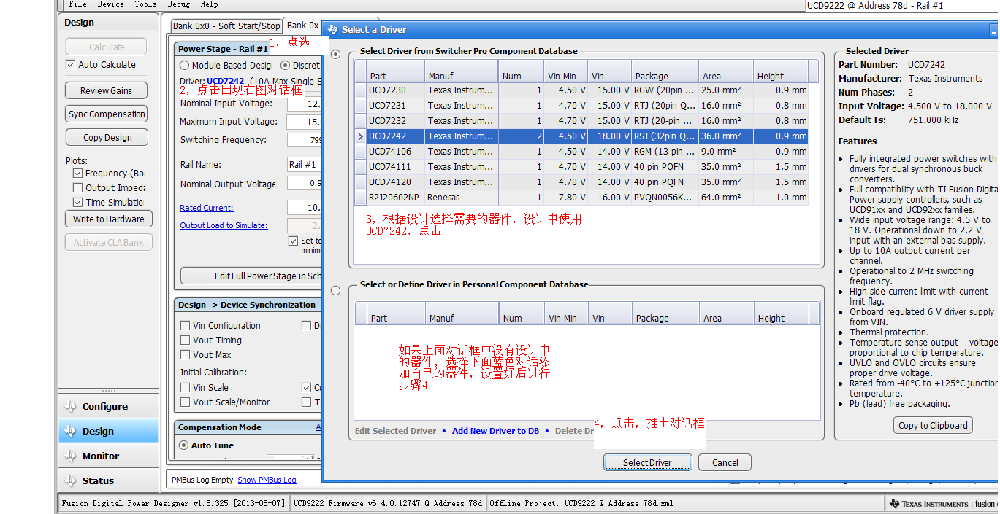 File Device Tools Debug Help
UCD9222 @ Address 78d - Rail #1
Design
Calculate
Auto Calculate
Review Gains
Sync Compensation
Copy Design
Plots:
Frequency (Bo
Output Impeda
Time Simulation
Write to Hardware
Activate CLA Bank
Configure
Design
Monitor
Status
Bank 0x0 - Soft Start/Stop
Bank 0x1
Power Stage - Rail #1
1, 点选
Module-Based Design
Discrete
Driver: UCD7242 (10A Max Single S
2, 点击出现右图对话框
Nominal Input Voltage: 12.
Maximum Input Voltage: 15.
Switching Frequency: 799
Rail Name: Rail #1
Nominal Output Voltage 0.9
Rated Current: 10.
Output Load to Simulate: 2.
Set to
minimu
Edit Full Power Stage in Sch
Design -> Device Synchronization
Vin Configuration
Vout Timing
Vout Max
Initial Calibration:
Vin Scale
Vout Scale/Monitor
Compensation Mode
Auto Tune
PMBus Log Empty Show PMBus Log
Select a Driver
Select Driver from Switcher Pro Component Database
Part Manuf Num Vin Min Vin Package Area Height
UCD7230 Texas Instrum... 1 4.50 V 15.00 V RGW (20pin ... 25.0 mm² 0.9 mm
UCD7231 Texas Instrum... 1 4.70 V 15.00 V RTJ (20pin Q... 16.0 mm² 0.8 mm
UCD7232 Texas Instrum... 1 4.70 V 15.00 V RTJ (20-pin ... 16.0 mm² 0.8 mm
UCD7242 Texas Instrum... 2 4.50 V 18.00 V RSJ (32pin Q... 36.0 mm² 0.9 mm
UCD74106 Texas Instrum... 1 4.50 V 14.00 V RGM (13 pin ... 9.0 mm² 0.9 mm
UCD74111 Texas Instrum... 1 4.70 V 14.00 V 40 pin PQFN 35.0 mm² 1.5 mm
UCD74120 Texas Instrum... 1 4.70 V 14.00 V 40 pin PQFN 35.0 mm² 1.5 mm
R2J20602NP Renesas 1 7.80 V 16.00 V PVQN0056K... 64.0 mm² 1.0 mm
3, 根据设计选择需要的器件, 设计中使用
UCD7242, 点击
Select or Define Driver in Personal Component Database
Part Manuf Num Vin Min Vin Package Area Height
如果上面对话框中没有设计中
的器件, 选择下面蓝色对话添
加自己的器件, 设置好后进行
步骤4
Edit Selected Driver • Add New Driver to DB • Delete Dr
4, 点击, 推出对话框
Select Driver
Cancel
Selected Driver
Part Number: UCD7242
Manufacturer: Texas Instruments
Num Phases: 2
Input Voltage: 4.500 V to 18.000 V
Default Fs: 751.000 kHz
Features
• Fully integrated power switches with
drivers for dual synchronous buck
converters.
• Full compatibility with TI Fusion Digita
Power supply controllers, such as
UCD91xx and UCD92xx families.
• Wide input voltage range: 4.5 V to
18 V. Operational down to 2.2 V
input with an external bias supply.
• Up to 10A output current per
channel.
• Operational to 2 MHz switching
frequency.
• High side current limit with current
limit flag.
• Onboard regulated 6 V driver supply
from VIN.
• Thermal protection.
• Temperature sense output – voltage
proportional to chip temperature.
• UVLO and OVLO circuits ensure
proper drive voltage.
• Rated from -40°C to +125°C junction
temperature.
• Pb (lead) free packaging.
Copy to Clipboard
Fusion Digital Power Designer v1.8.325 [2013-05-07]
UCD9222 Firmware v6.4.0.12747 @ Address 78d
Offline Project: UCD9222 @ Address 78d.xml
TEXAS INSTRUMENTS | fusion